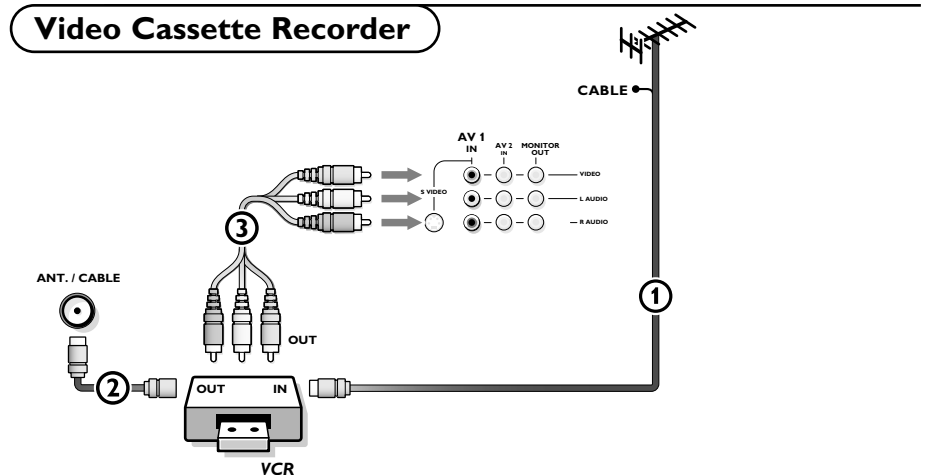 Video Cassette Recorder
CABLE
AV 1
IN
AV 2
IN
MONITOR
OUT
VIDEO
S VIDEO
L AUDIO
R AUDIO
3
ANT. / CABLE
1
OUT
2
OUT IN
VCR